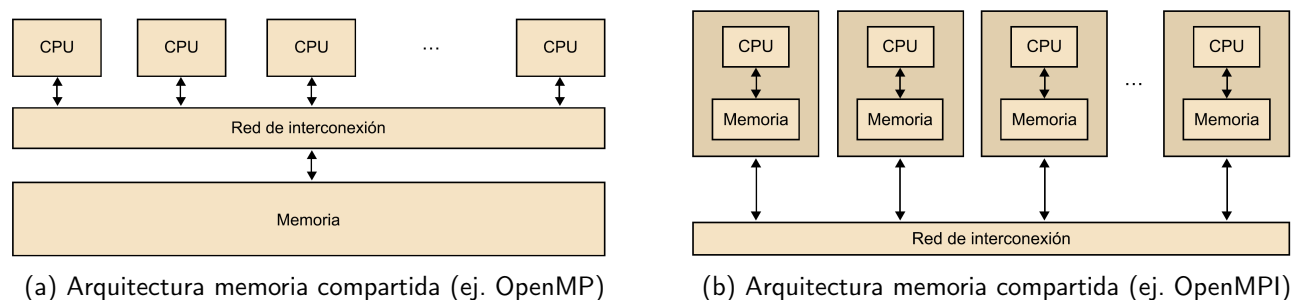 CPU
CPU
CPU
...
CPU
Red de interconexión
Memoria
(a) Arquitectura memoria compartida (ej. OpenMP)
CPU
CPU
CPU
CPU
...
Memoria
Memoria
Memoria
Memoria
Red de interconexión
(b) Arquitectura memoria compartida (ej. OpenMPI)